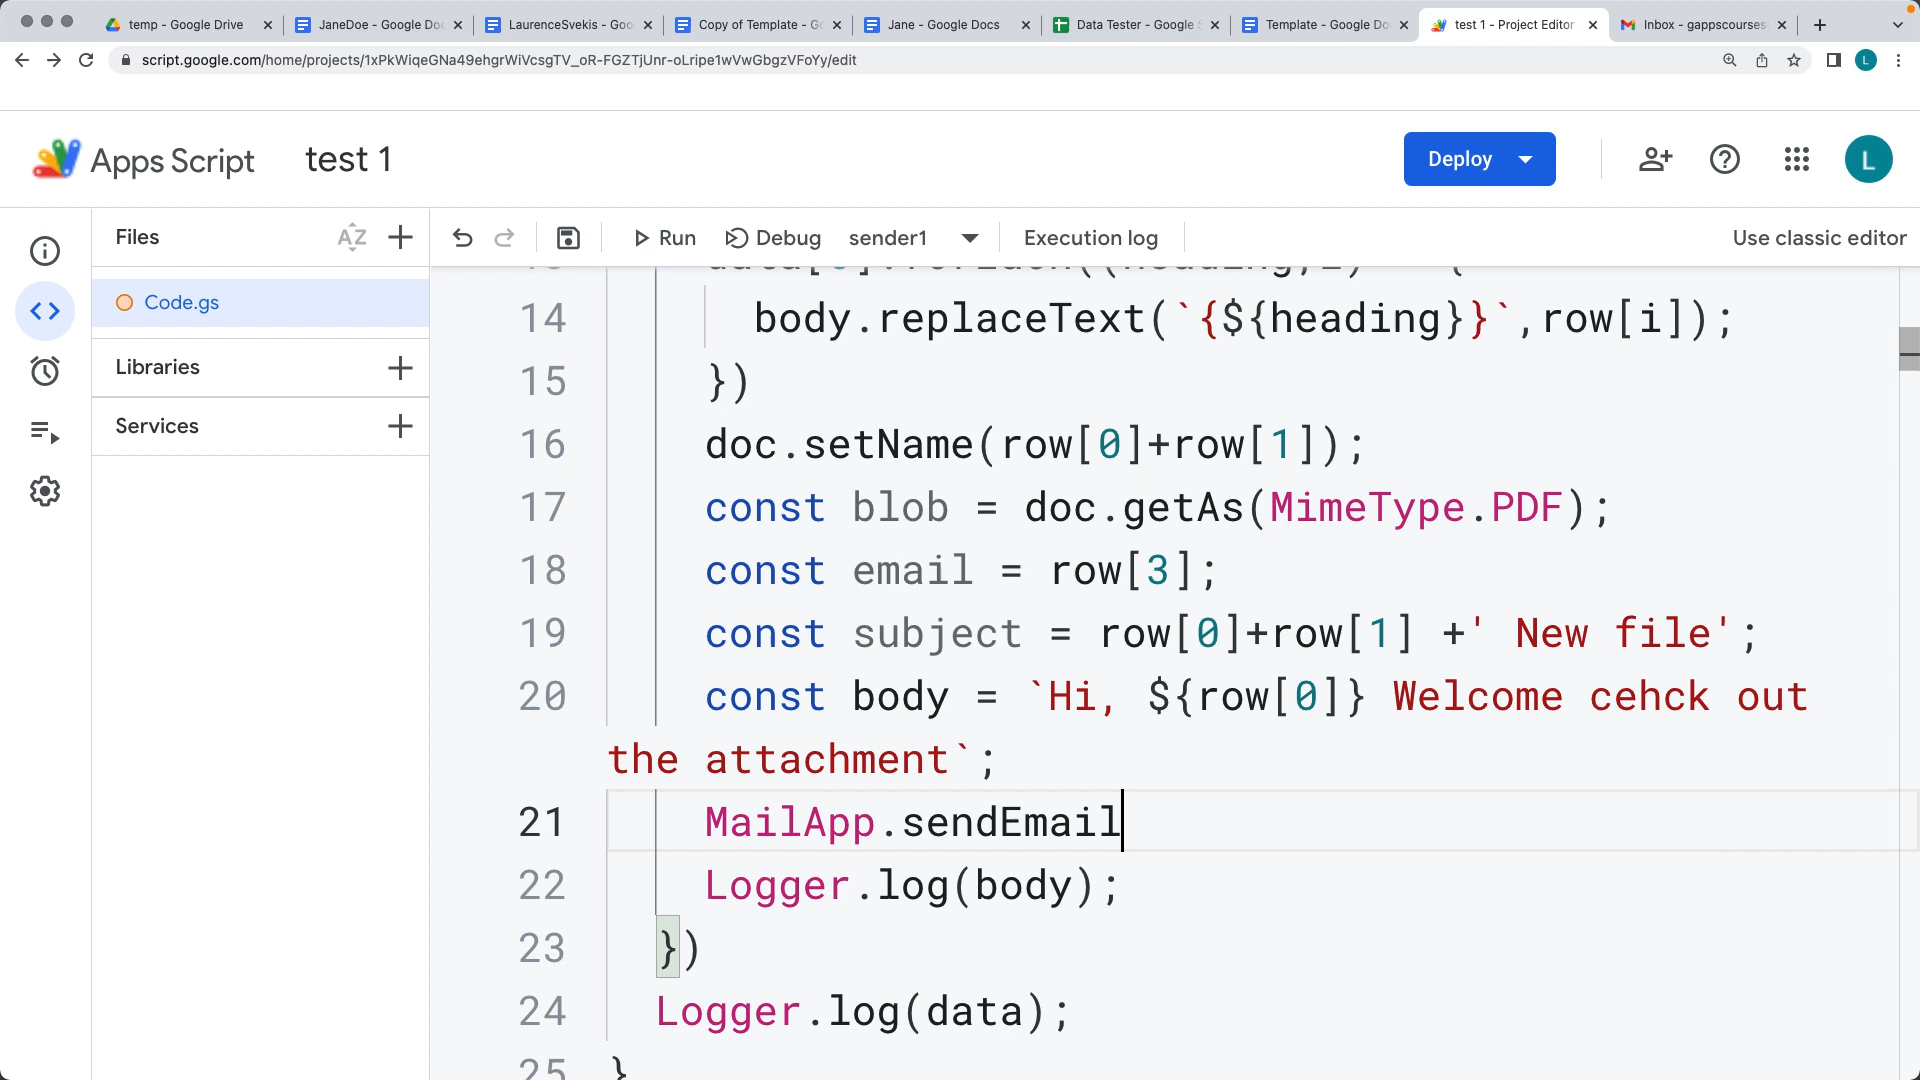 temp - Google Drive
JaneDoe - Google Doc
LaurenceSvekis - Goo
Copy of Template - G
Jane - Google Docs
Data Tester - Google S
Template - Google Do
test 1 - Project Editor
Inbox - gappscourses
script.google.com/home/projects/1xPkWiqeGNa49ehgrWiVcsgTV_oR-FGZTjUnr-oLripe1wVwGbgzVFoYy/edit
L
Apps Script
test 1
Deploy
L
Files
AZ
Run
Debug
sender1
Execution log
Use classic editor
Code.gs
Libraries
Services
14 body.replaceText(`{${heading}}`,row[i]);
15 })
16 doc.setName(row[0]+row[1]);
17 const blob = doc.getAs(MimeType.PDF);
18 const email = row[3];
19 const subject = row[0]+row[1] +' New file';
20 const body = `Hi, ${row[0]} Welcome cehck out
the attachment`;
21 MailApp.sendEmail
22 Logger.log(body);
23 })
24 Logger.log(data);
25 }